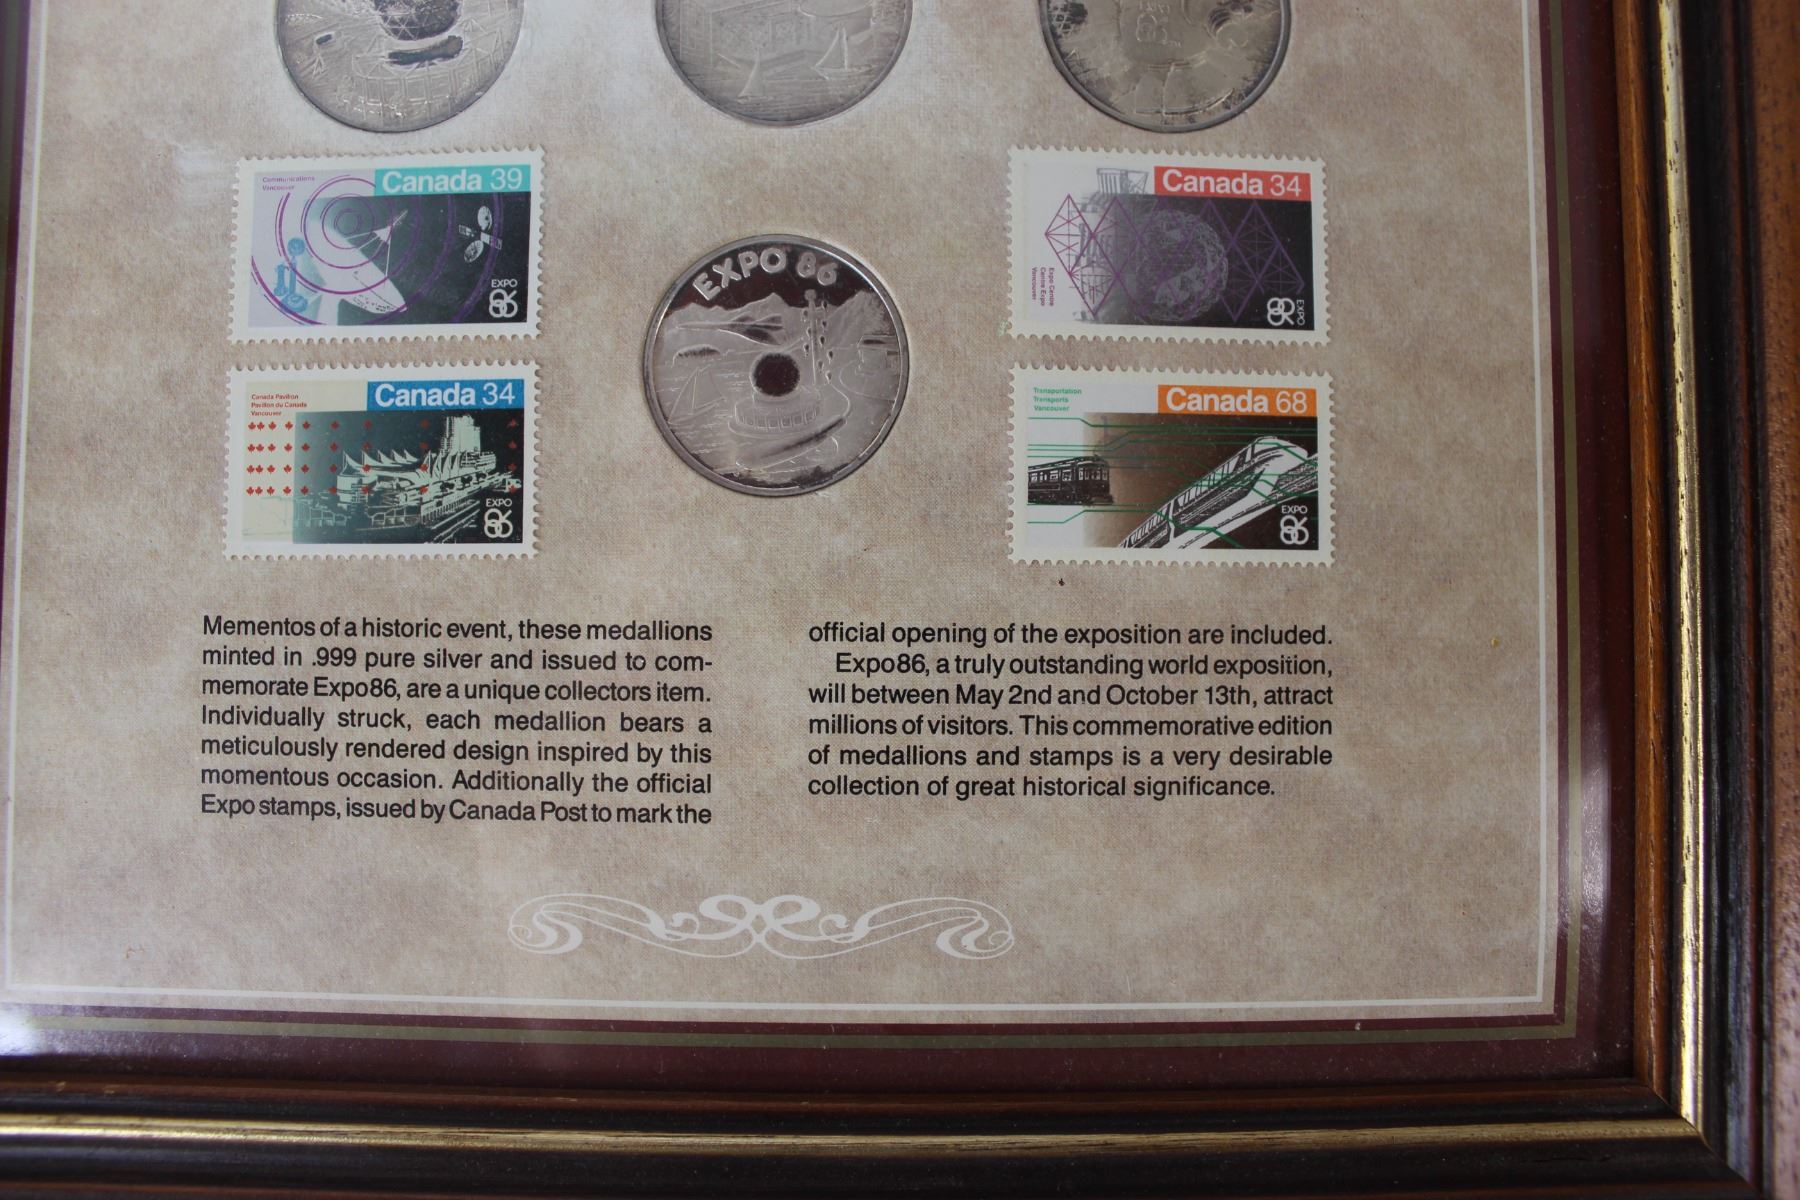 Communications
Vancouver
Canada 39
EXPO
86
Canada Pavilion
Pavillon du Canada
Vancouver
Canada 34
EXPO
86
EXPO 86
Canada 34
Expo Centre
Centre Expo
Vancouver
EXPO
86
Transportation
Transports
Vancouver
Canada 68
EXPO
86
Mementos of a historic event, these medallions
minted in .999 pure silver and issued to com-
memorate Expo86, are a unique collectors item.
Individually struck, each medallion bears a
meticulously rendered design inspired by this
momentous occasion. Additionally the official
Expo stamps, issued by Canada Post to mark the
official opening of the exposition are included.
Expo86, a truly outstanding world exposition,
will between May 2nd and October 13th, attract
millions of visitors. This commemorative edition
of medallions and stamps is a very desirable
collection of great historical significance.